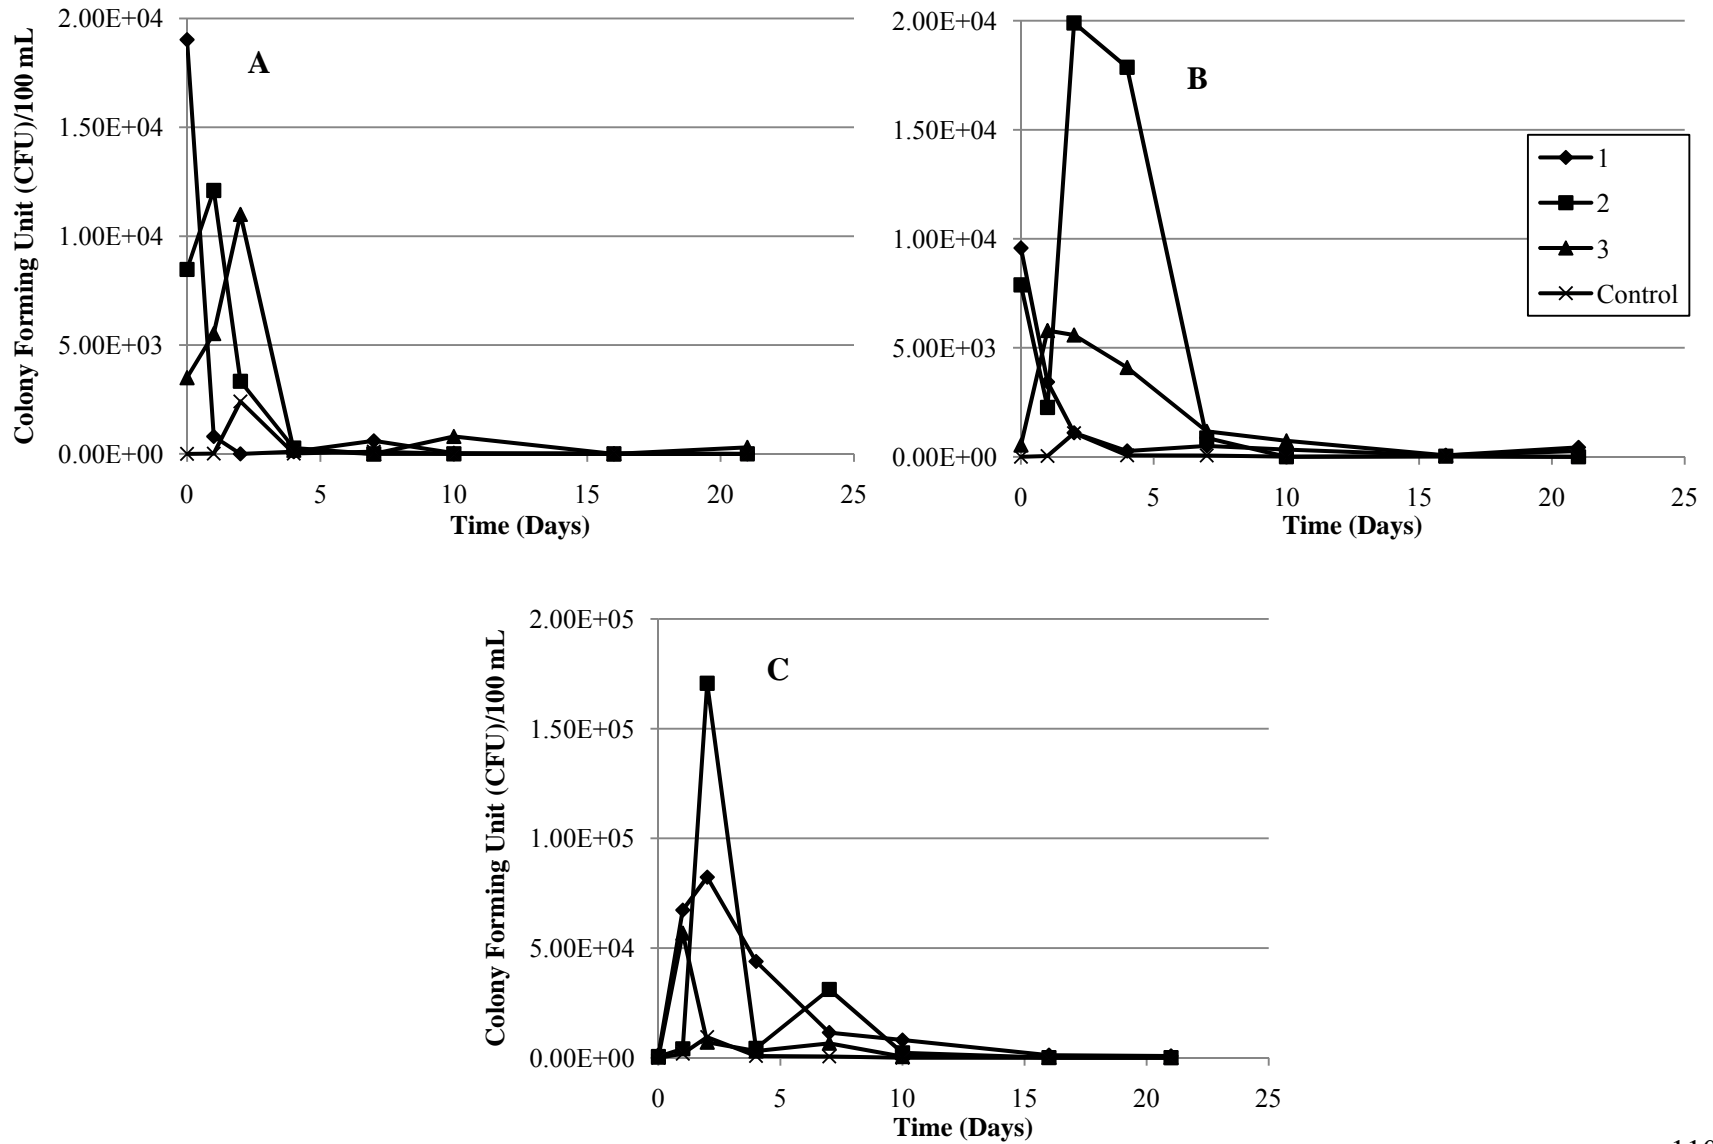 Colony Forming Unit (CFU)/100 mL
2.00E+04
1.50E+04
1.00E+04
5.00E+03
0.00E+00
A
0 5 10 15 20 25
Time (Days)
2.00E+04
1.50E+04
1.00E+04
5.00E+03
0.00E+00
B
1
2
3
Control
0 5 10 15 20 25
Time (Days)
Colony Forming Unit (CFU)/100 mL
2.00E+05
1.50E+05
1.00E+05
5.00E+04
0.00E+00
C
0 5 10 15 20 25
Time (Days)